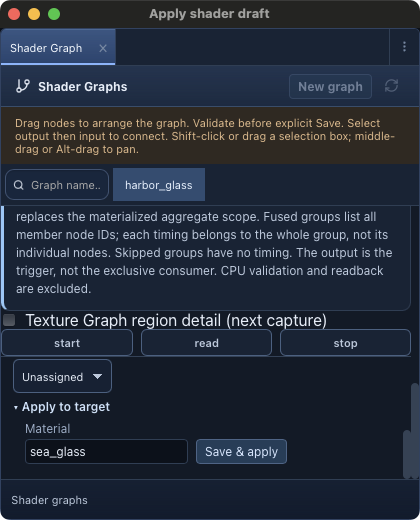 Apply shader draft
Shader Graph
Shader Graphs
New graph
Drag nodes to arrange the graph. Validate before explicit Save. Select
output then input to connect. Shift-click or drag a selection box; middle-
drag or Alt-drag to pan.
Graph name..
harbor_glass
replaces the materialized aggregate scope. Fused groups list all
member node IDs; each timing belongs to the whole group, not its
individual nodes. Skipped groups have no timing. The output is the
trigger, not the exclusive consumer. CPU validation and readback
are excluded.
Texture Graph region detail (next capture)
start
read
stop
Unassigned
Apply to target
Material
sea_glass
Save & apply
Shader graphs